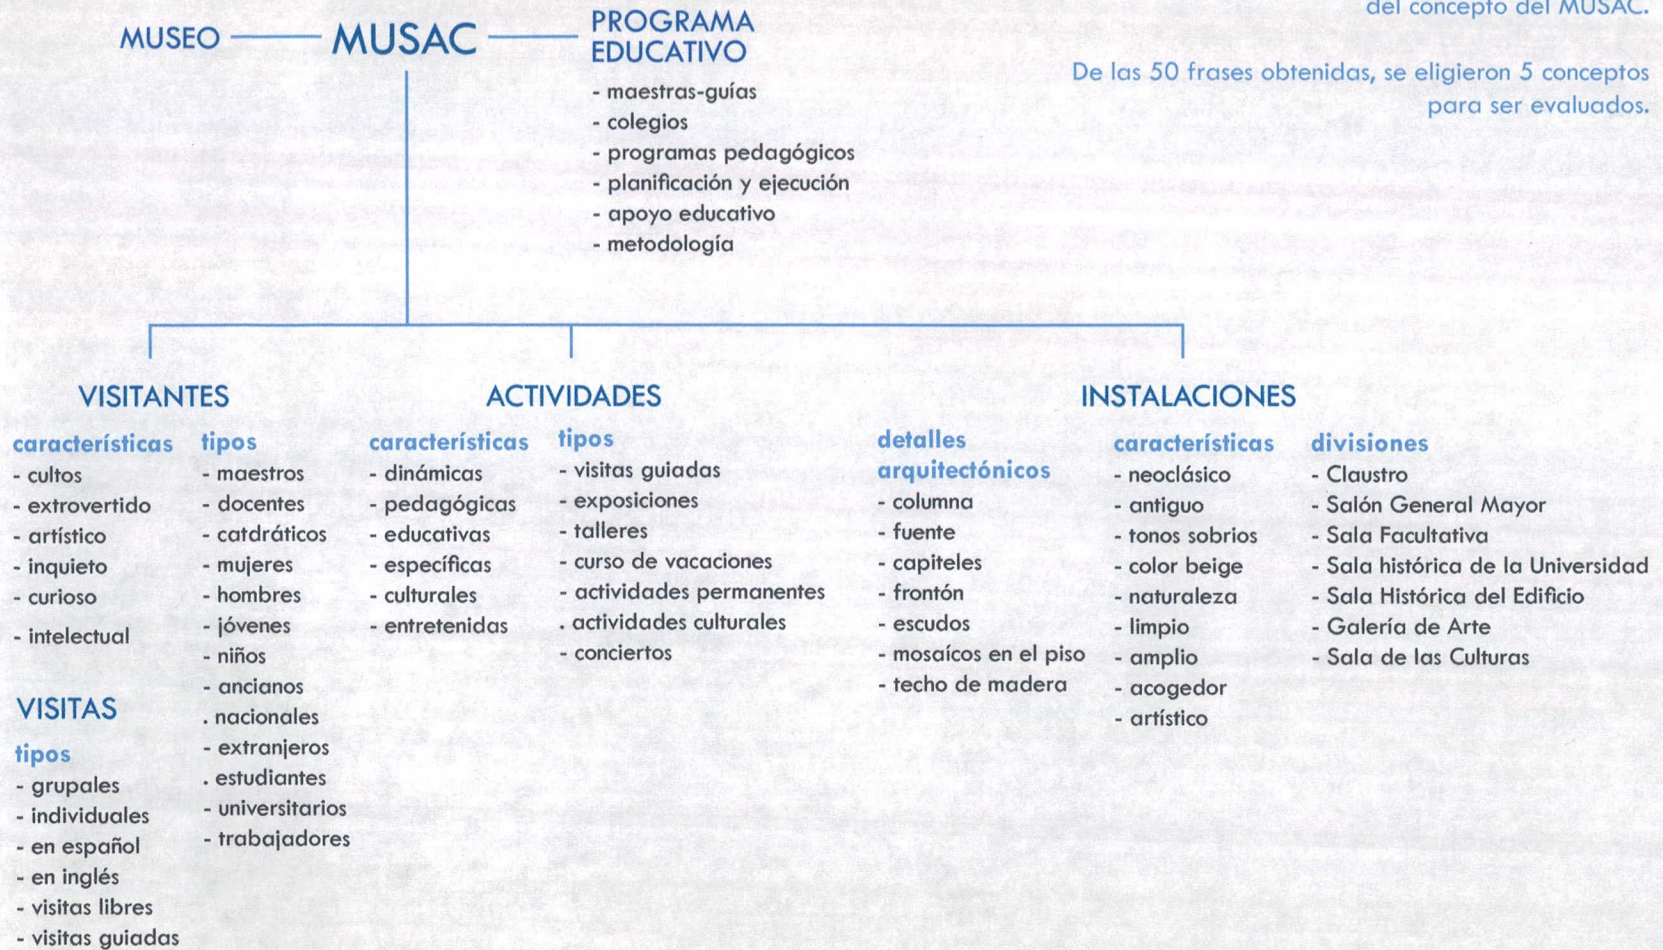 del concepto del MUSAC.
De las 50 frases obtenidas, se eligieron 5 conceptos
para ser evaluados.
MUSEO
MUSAC
PROGRAMA
EDUCATIVO
- maestras-guías
- colegios
- programas pedagógicos
- planificación y ejecución
- apoyo educativo
- metodología
VISITANTES
características
- cultos
- extrovertido
- artístico
- inquieto
- curioso
- intelectual
tipos
- maestros
- docentes
- catdráticos
- mujeres
- hombres
- jóvenes
- niños
- ancianos
. nacionales
- extranjeros
. estudiantes
- universitarios
- trabajadores
VISITAS
tipos
- grupales
- individuales
- en español
- en inglés
- visitas libres
- visitas guiadas
ACTIVIDADES
características
- dinámicas
- pedagógicas
- educativas
- específicas
- culturales
- entretenidas
tipos
- visitas guiadas
- exposiciones
- talleres
- curso de vacaciones
- actividades permanentes
. actividades culturales
- conciertos
INSTALACIONES
detalles
arquitectónicos
- columna
- fuente
- capiteles
- frontón
- escudos
- mosaícos en el piso
- techo de madera
características
- neoclásico
- antiguo
- tonos sobrios
- color beige
- naturaleza
- limpio
- amplio
- acogedor
- artístico
divisiones
- Claustro
- Salón General Mayor
- Sala Facultativa
- Sala histórica de la Universidad
- Sala Histórica del Edificio
- Galería de Arte
- Sala de las Culturas